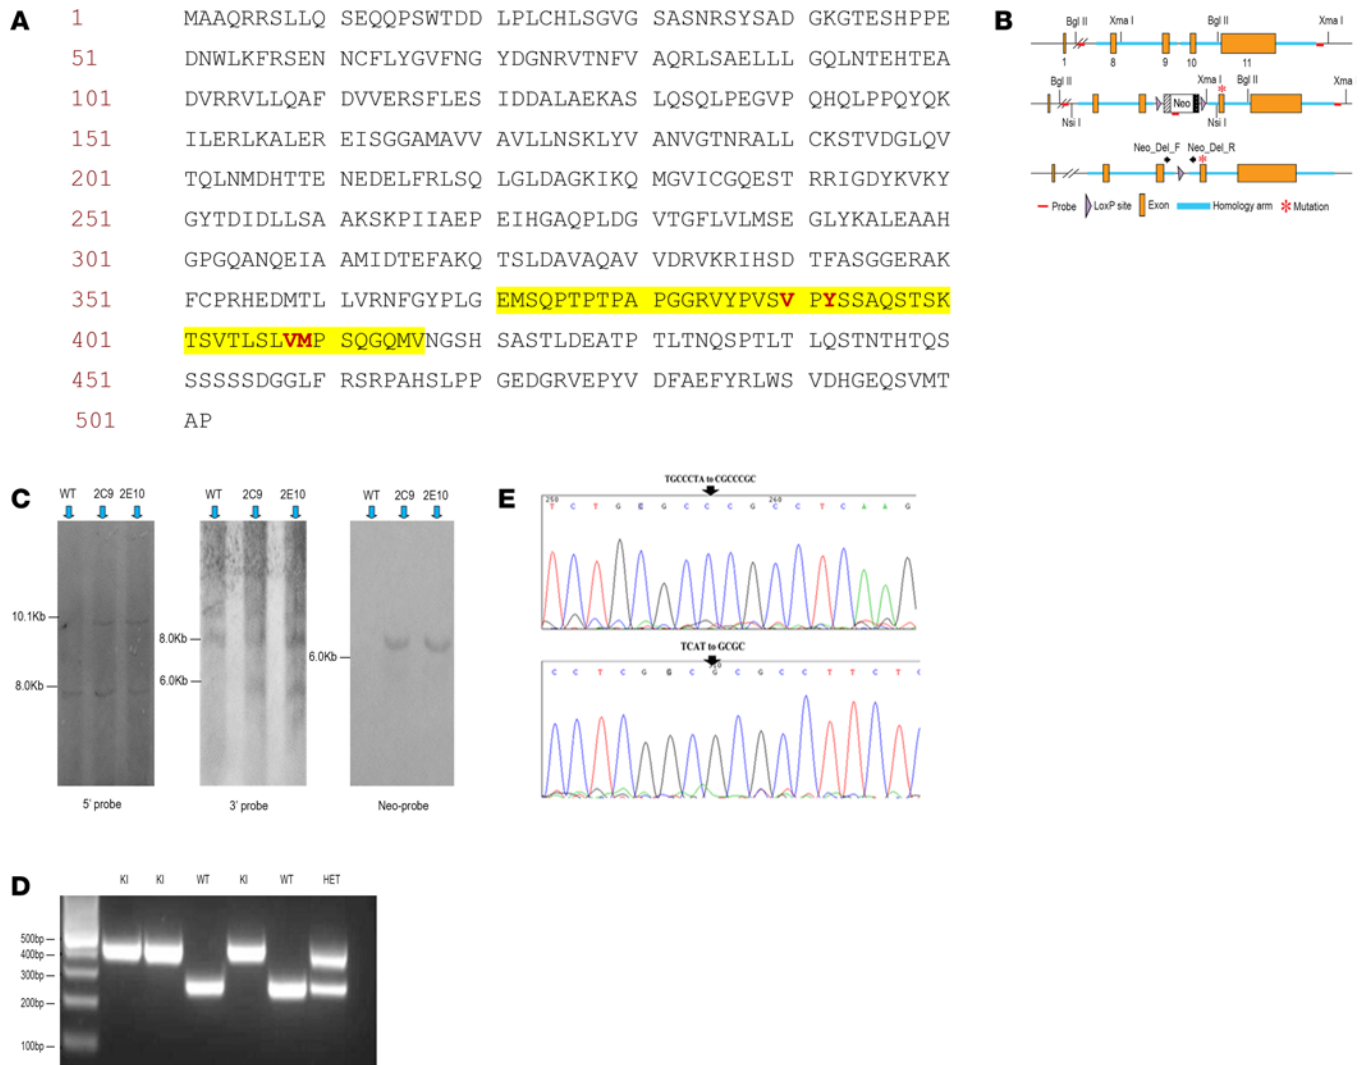 A
1 MAAQRRSLLQ SEQQPSWTDD LPLCHLSGVG SASNRSYSAD GKGTESHPPE
51 DNWLKFRSEN NCFLYGVFNG YDGNRVTNFV AQRLSAELLL GQLNTEHTEA
101 DVRRVLLQAF DVVERSFLES IDDALAEKAS LQSQLPEGVP QHQLPPQYQK
151 ILERLKALER EISGGAMAVV AVLLNSKLYV ANVGTNRALL CKSTVDGLQV
201 TQLNMDHTTE NEDELFRLSQ LGLDAGKIKQ MGVICGQEST RRIGDYKVKY
251 GYTDIDLLSA AKSKPIIAEP EIHGAQPLDG VTGFLVLMSE GLYKALEAAH
301 GPGQANQEIA AMIDTEFAKQ TSLDAVAQAV VDRVKRIHSD TFASGGERAK
351 FCPRHEDMTL LVRNFGYPLG EMSQPTPTPA PGGRVYPVSV PYSSAQSTSK
401 TSVTLSLVMP SQGQMVNGSH SASTLDEATP TLTNQSPTLT LQSTNTHTQS
451 SSSSSDGGLF RSRPAHSLPP GEDGRVEPYV DFAEFYRLWS VDHGEQSVMT
501 AP
B
Bgl II Xma I Bgl II Xma I
1 8 9 10 11
Bgl II Xma I Bgl II Xma
Neo
Nsi I Nsi I
Neo_Del_F Neo_Del_R
Probe LoxP site Exon Homology arm Mutation
C
WT 2C9 2E10 WT 2C9 2E10 WT 2C9 2E10
10.1Kb
8.0Kb
8.0Kb
6.0Kb
6.0Kb
5' probe 3' probe Neo-probe
E
TGCCCTA to CGCCCGC
250 260
T C T G C G C C C G C C T C A A G
TCAT to GCGC
C C T C G G C G C G C C T T C T C
D
KI KI WT KI WT HET
500bp
400bp
300bp
200bp
100bp